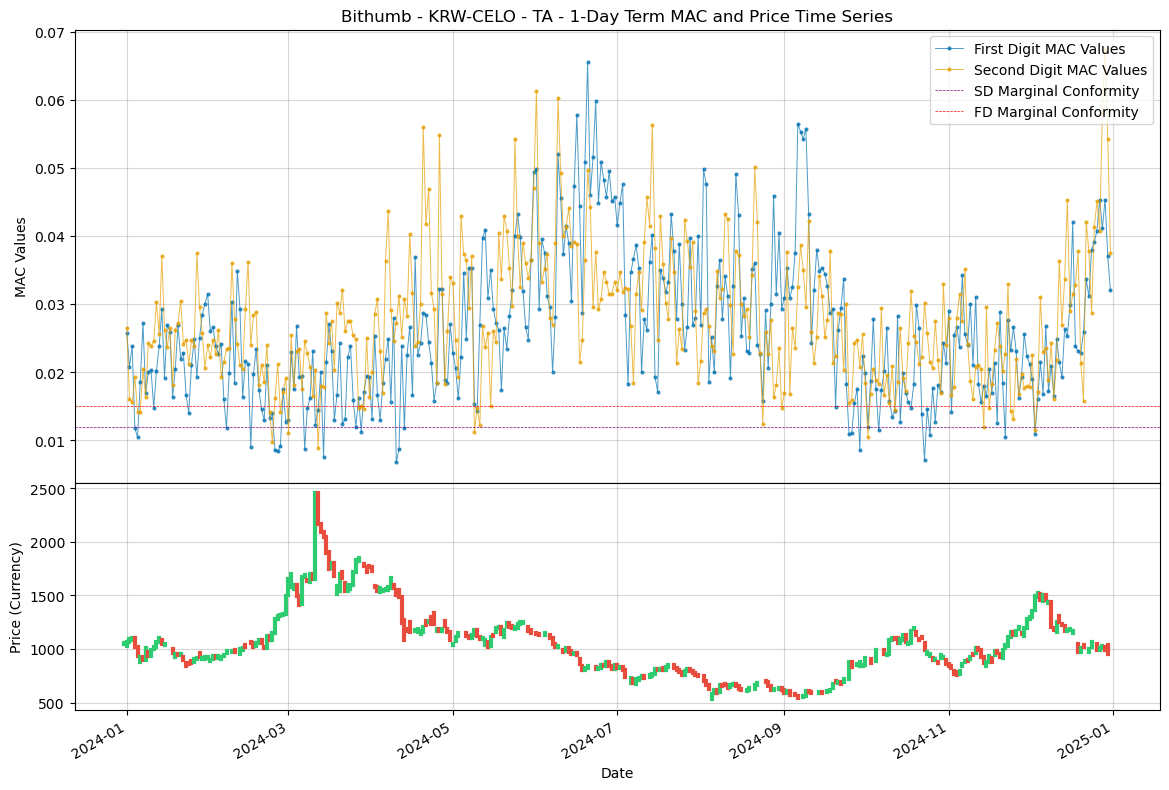 Bithumb - KRW-CELO - TA - 1-Day Term MAC and Price Time Series
First Digit MAC Values
Second Digit MAC Values
SD Marginal Conformity
FD Marginal Conformity
MAC Values
0.07
0.06
0.05
0.04
0.03
0.02
0.01
Price (Currency)
2500
2000
1500
1000
500
2024-01
2024-03
2024-05
2024-07
2024-09
2024-11
2025-01
Date